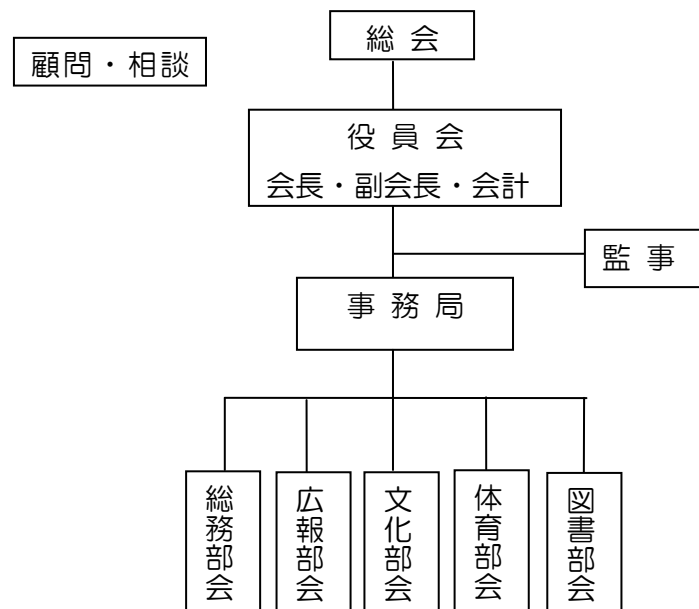 総 会
顧問・相談
役 員 会
会長・副会長・会計
監 事
事 務 局
総務部会
広報部会
文化部会
体育部会
図書部会